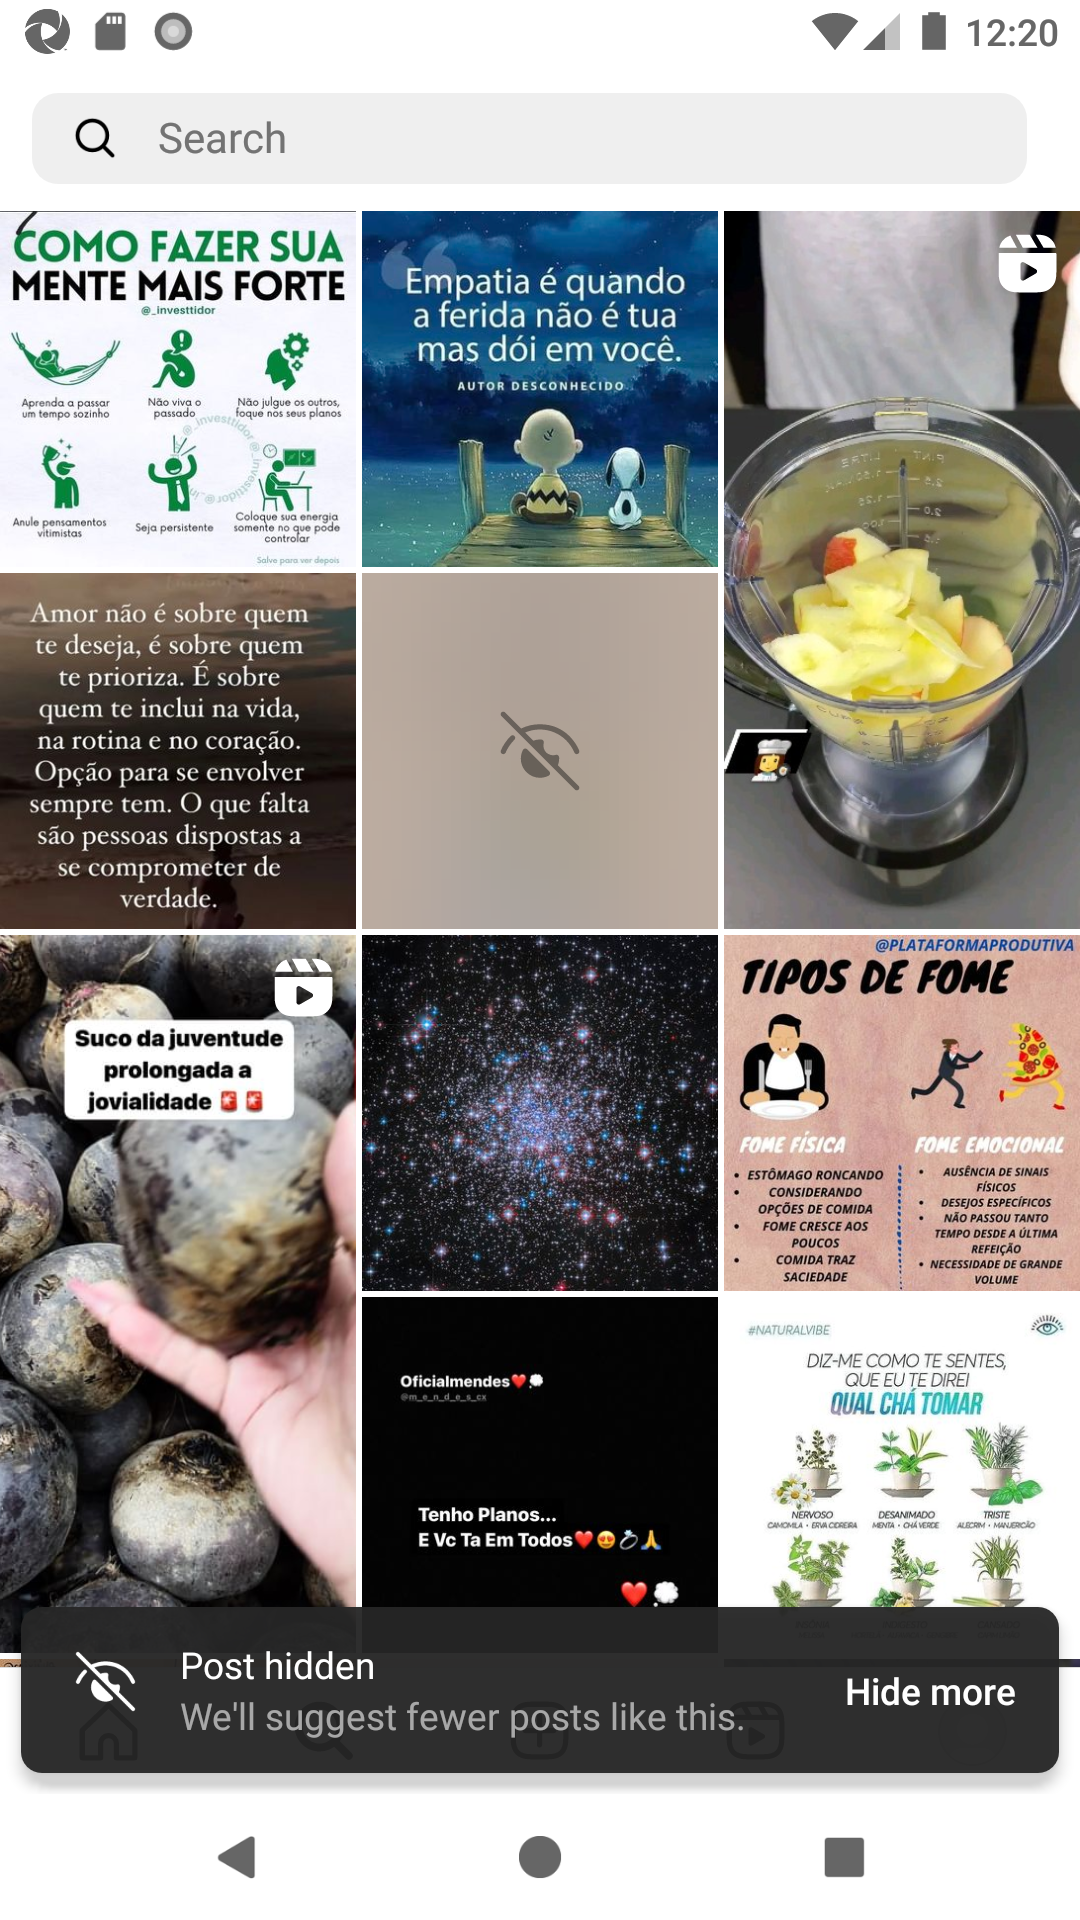 12:20
Search
COMO FAZER SUA
MENTE MAIS FORTE
@_investtidor
Aprenda a passar
um tempo sozinho
Não viva o
passado
Não julgue os outros,
foque nos seus planos
Anule pensamentos
vitimistas
Seja persistente
Coloque sua energia
somente no que pode
controlar
Salve para ver depois
Empatia é quando
a ferida não é tua
mas dói em você.
AUTOR DESCONHECIDO
Amor não é sobre quem
te deseja, é sobre quem
te prioriza. É sobre
quem te inclui na vida,
na rotina e no coração.
Opção para se envolver
sempre tem. O que falta
são pessoas dispostas a
se comprometer de
verdade.
Suco da juventude
prolongada a
jovialidade 🚨🚨
@PLATAFORMAPRODUTIVA
TIPOS DE FOME
FOME FÍSICA
• ESTÔMAGO RONCANDO
• CONSIDERANDO
OPÇÕES DE COMIDA
• FOME CRESCE AOS
POUCOS
• COMIDA TRAZ
SACIEDADE
FOME EMOCIONAL
• AUSÊNCIA DE SINAIS
FÍSICOS
• DESEJOS ESPECÍFICOS
• NÃO PASSOU TANTO
TEMPO DESDE A ÚLTIMA
REFEIÇÃO
• NECESSIDADE DE GRANDE
VOLUME
Oficialmendes❤️💭
@m_e_n_d_e_s_cx
Tenho Planos...
E Vc Ta Em Todos❤️😍💍🙏
❤️💭
#NATURALVIBE
DIZ-ME COMO TE SENTES,
QUE EU TE DIREI
QUAL CHÁ TOMAR
NERVOSO
CAMOMILA • ERVA CIDREIRA
DESANIMADO
MENTA • CHÁ VERDE
TRISTE
ALECRIM • MANJERICÃO
Post hidden
We'll suggest fewer posts like this.
Hide more